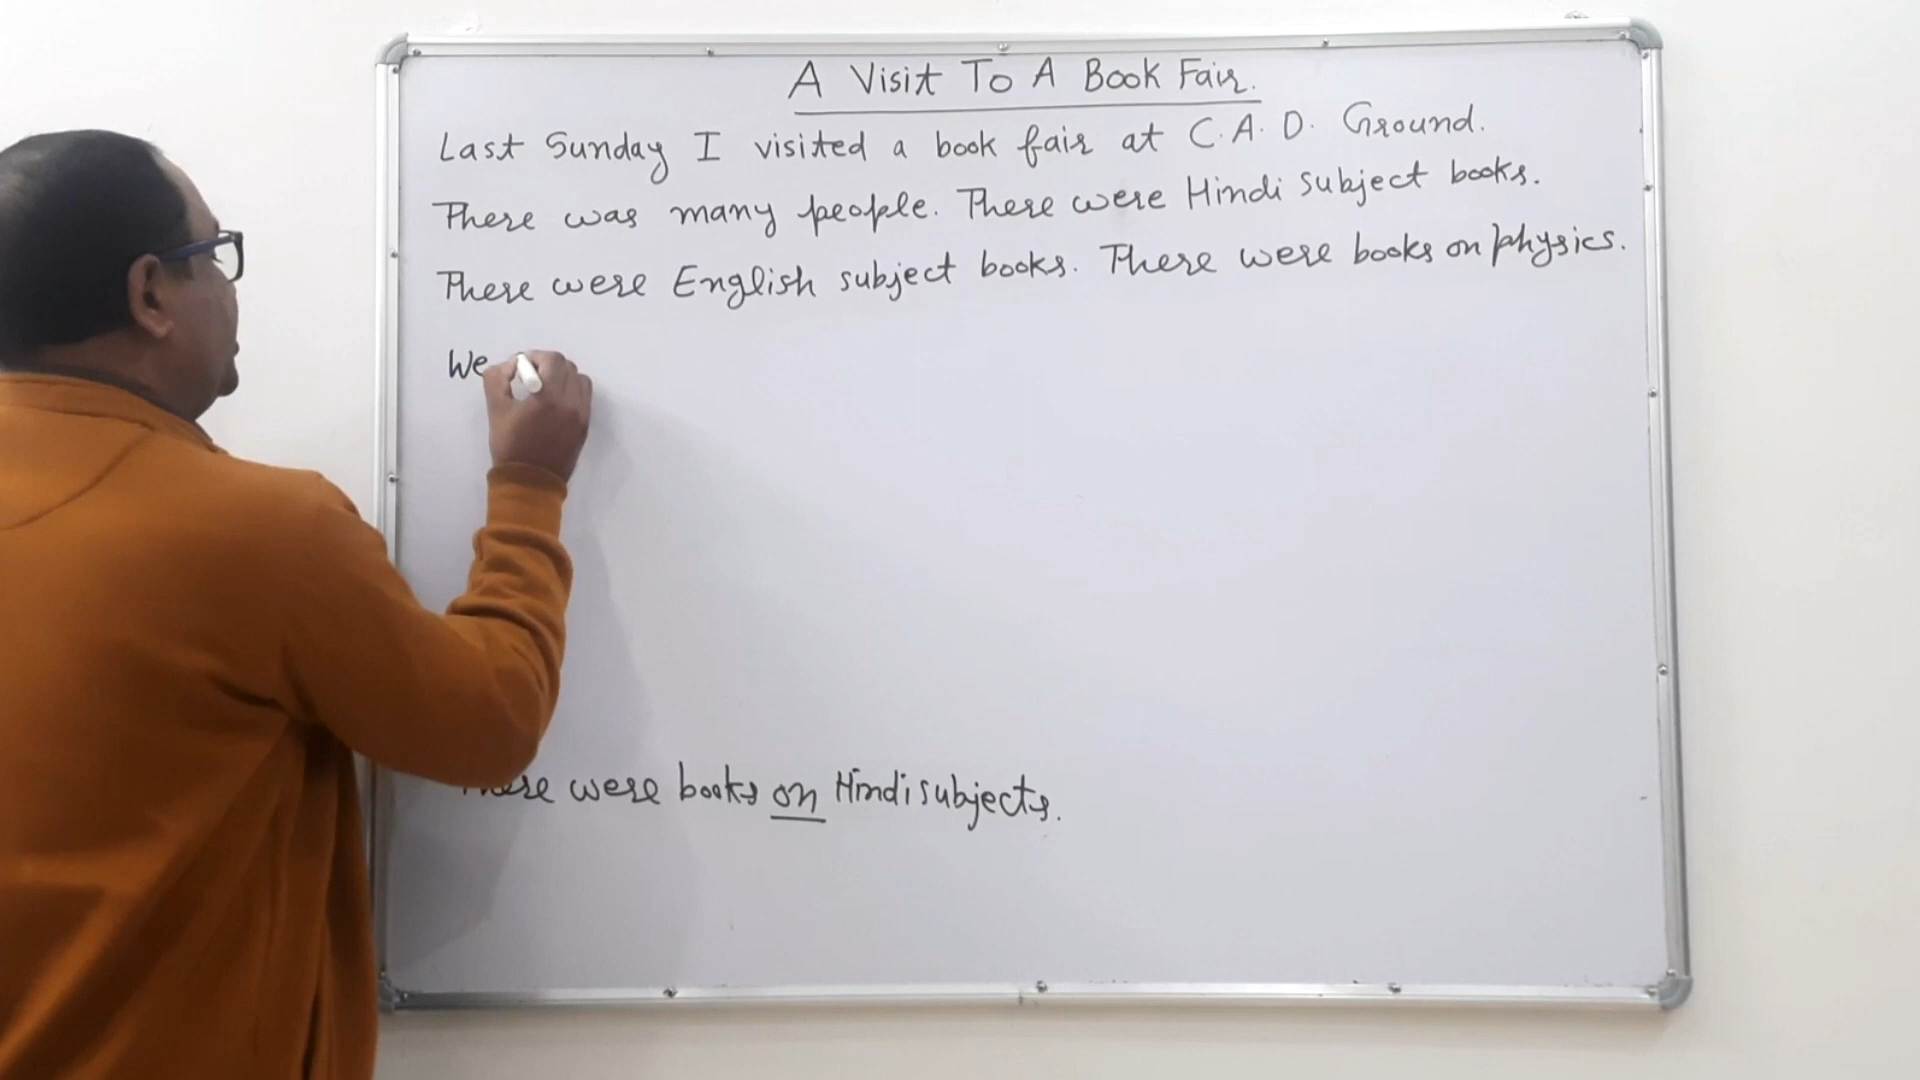 A Visit To A Book Fair.
Last Sunday I visited a book fair at C.A.D. Ground.
There was many people. There were Hindi subject books.
There were English subject books. There were books on physics.
We
There were books on Hindi subjects.